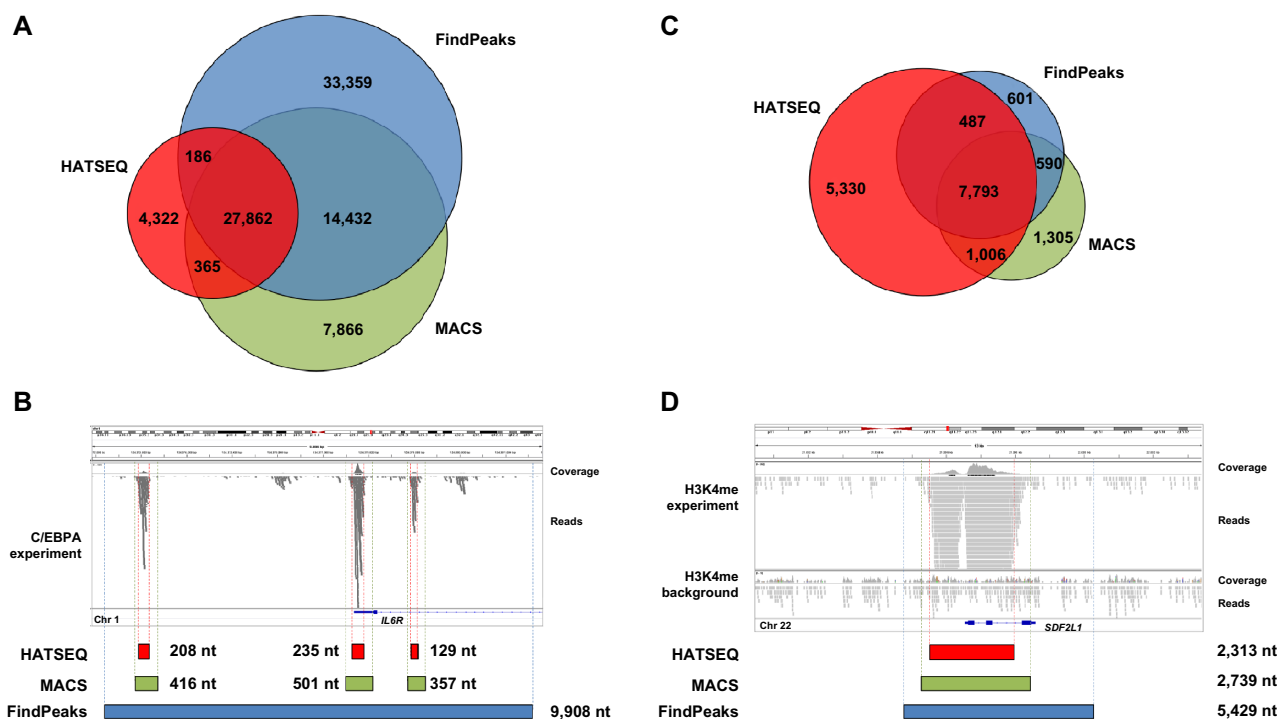 A
FindPeaks
33,359
HATSEQ
186
4,322
27,862
14,432
365
7,866
MACS
C
FindPeaks
HATSEQ
601
487
590
5,330
7,793
1,305
1,006
MACS
B
Coverage
C/EBPA
experiment
Reads
Chr 1
IL6R
HATSEQ 208 nt 235 nt 129 nt
MACS 416 nt 501 nt 357 nt
FindPeaks 9,908 nt
D
Coverage
H3K4me
experiment
Reads
H3K4me
background
Coverage
Reads
Chr 22
SDF2L1
HATSEQ 2,313 nt
MACS 2,739 nt
FindPeaks 5,429 nt